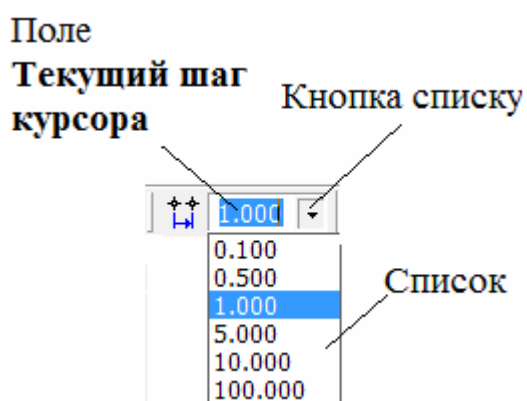 Поле
Текущий шаг
курсора
Кнопка списку
1.000
0.100
0.500
1.000
5.000
10.000
100.000
Список